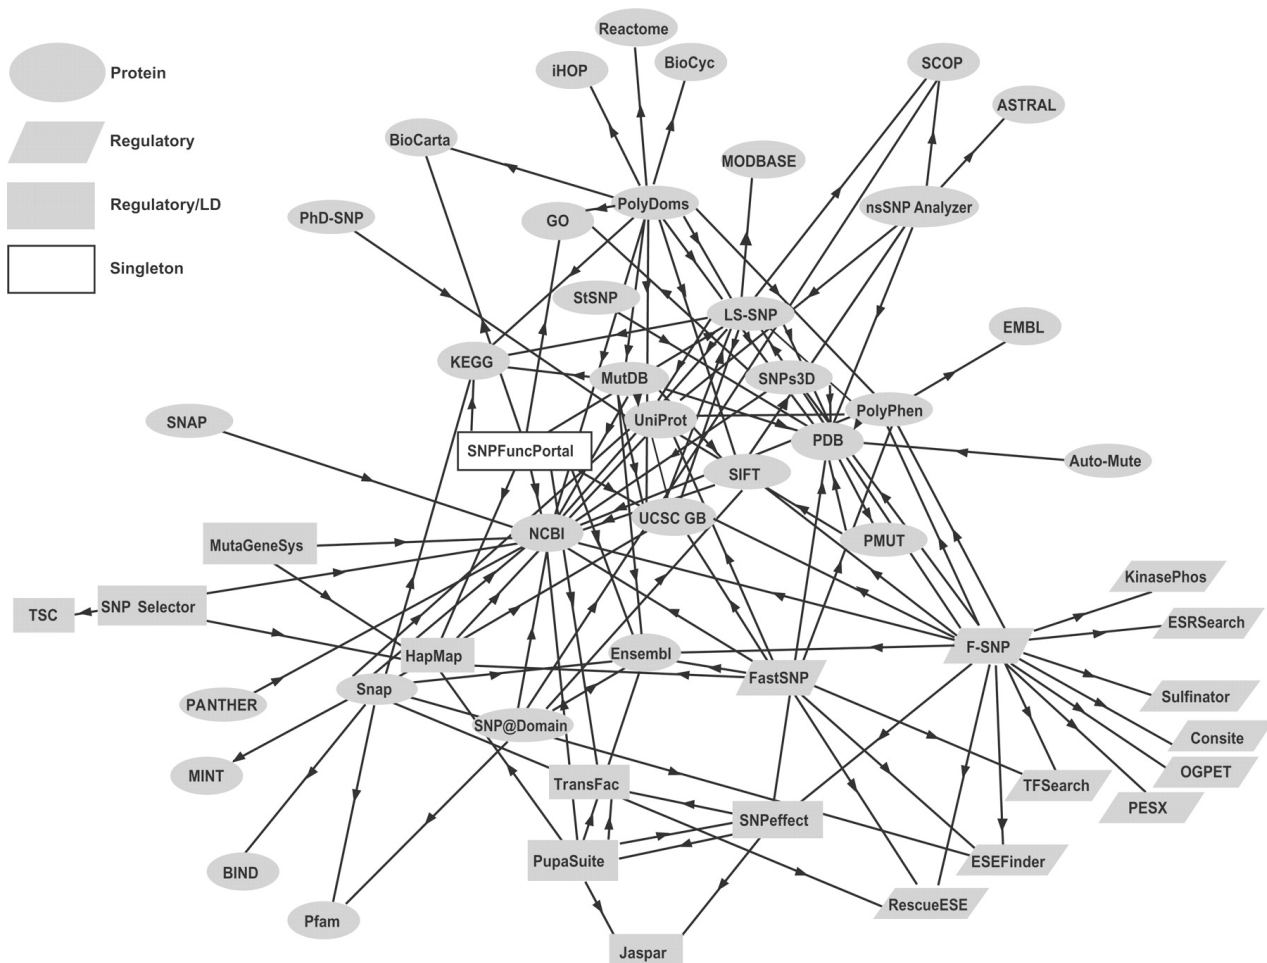 Protein
Regulatory
Regulatory/LD
Singleton
Reactome
iHOP
BioCyc
SCOP
ASTRAL
BioCarta
MODBASE
PhD-SNP
GO
PolyDoms
nsSNP Analyzer
StSNP
LS-SNP
EMBL
KEGG
MutDB
SNPs3D
SNAP
UniProt
PolyPhen
SNPFuncPortal
PDB
Auto-Mute
SIFT
MutaGeneSys
NCBI
UCSC GB
PMUT
KinasePhos
TSC
SNP Selector
ESRSearch
HapMap
Ensembl
FastSNP
F-SNP
Snap
Sulfinator
PANTHER
SNP@Domain
Consite
MINT
TransFac
TFSearch
OGPET
PESX
SNPeffect
BIND
PupaSuite
ESEFinder
RescueESE
Pfam
Jaspar